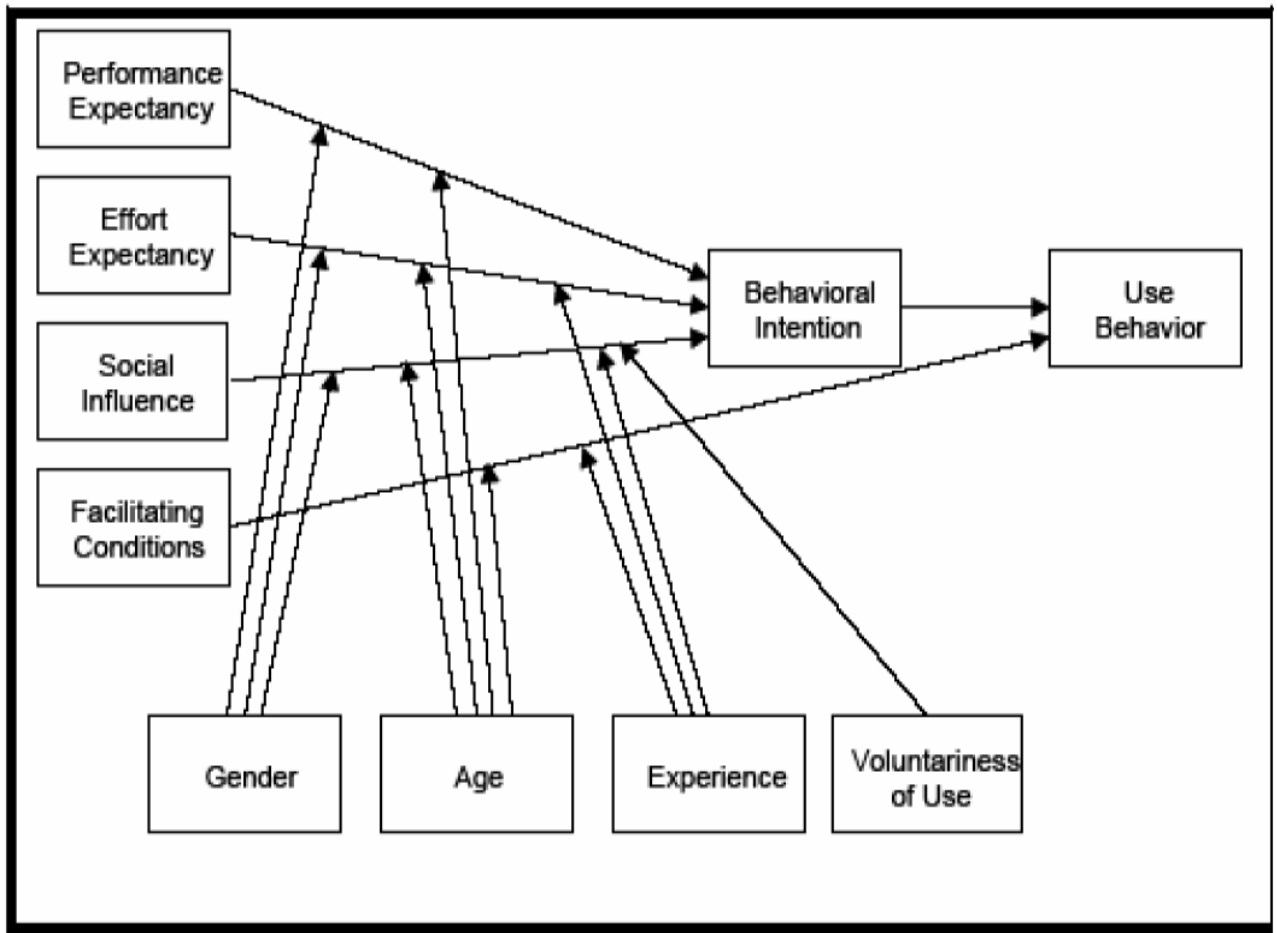 Performance
Expectancy
Effort
Expectancy
Social
Influence
Facilitating
Conditions
Behavioral
Intention
Use
Behavior
Gender
Age
Experience
Voluntariness
of Use